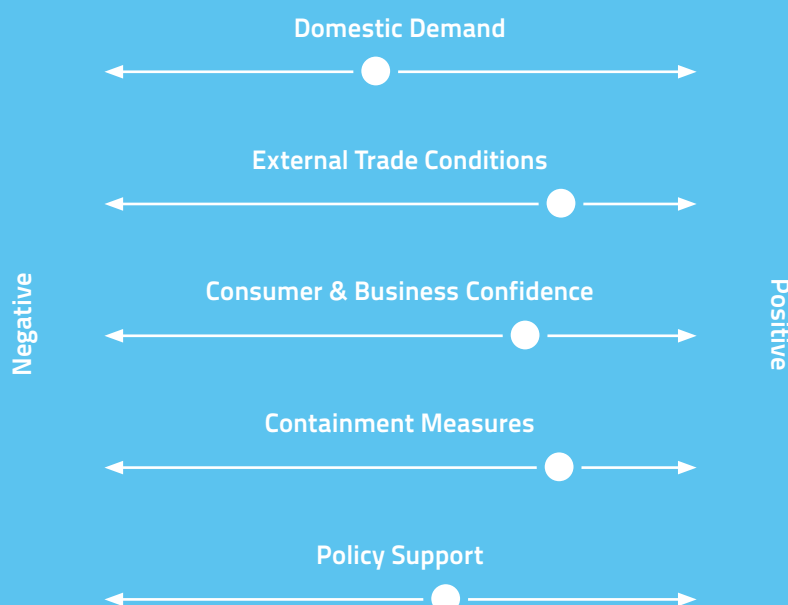 Domestic Demand
External Trade Conditions
Negative
Positive
Consumer & Business Confidence
Containment Measures
Policy Support